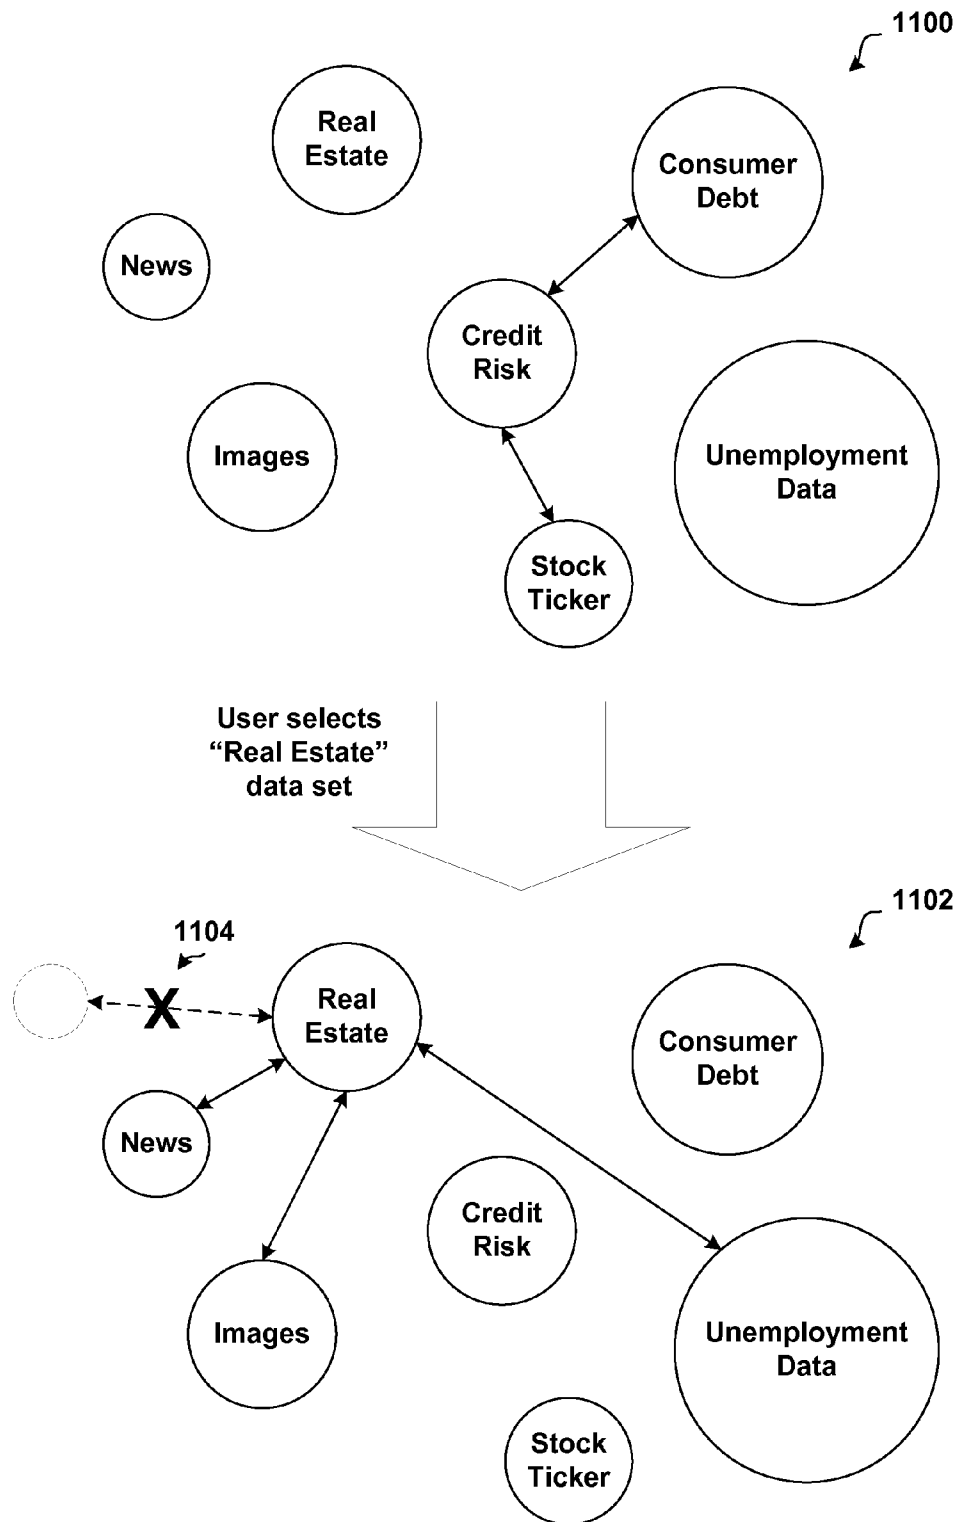 1100
Real
Estate
Consumer
Debt
News
Credit
Risk
Images
Unemployment
Data
Stock
Ticker
User selects
“Real Estate”
data set
1102
1104
Real
Estate
Consumer
Debt
News
Credit
Risk
Images
Unemployment
Data
Stock
Ticker